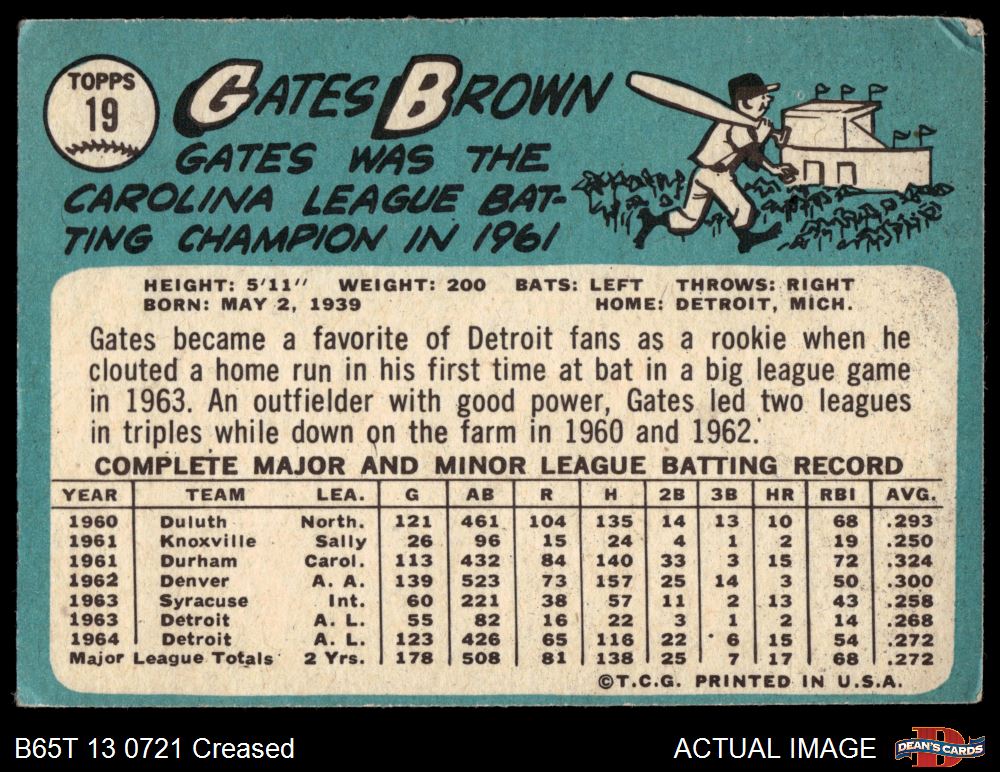 TOPPS
19
GATES BROWN
GATES WAS THE
CAROLINA LEAGUE BAT-
TING CHAMPION IN 1961
HEIGHT: 5'11" WEIGHT: 200 BATS: LEFT THROWS: RIGHT
BORN: MAY 2, 1939 HOME: DETROIT, MICH.
Gates became a favorite of Detroit fans as a rookie when he
clouted a home run in his first time at bat in a big league game
in 1963. An outfielder with good power, Gates led two leagues
in triples while down on the farm in 1960 and 1962.
COMPLETE MAJOR AND MINOR LEAGUE BATTING RECORD
YEAR TEAM LEA. G AB R H 2B 3B HR RBI AVG.
1960 Duluth North. 121 461 104 135 14 13 10 68 .293
1961 Knoxville Sally 26 96 15 24 4 1 2 19 .250
1961 Durham Carol. 113 432 84 140 33 3 15 72 .324
1962 Denver A. A. 139 523 73 157 25 14 3 50 .300
1963 Syracuse Int. 60 221 38 57 11 2 13 43 .258
1963 Detroit A. L. 55 82 16 22 3 1 2 14 .268
1964 Detroit A. L. 123 426 65 116 22 6 15 54 .272
Major League Totals 2 Yrs. 178 508 81 138 25 7 17 68 .272
©T.C.G. PRINTED IN U.S.A.
B65T 13 0721 Creased
ACTUAL IMAGE
DEAN'S CARDS